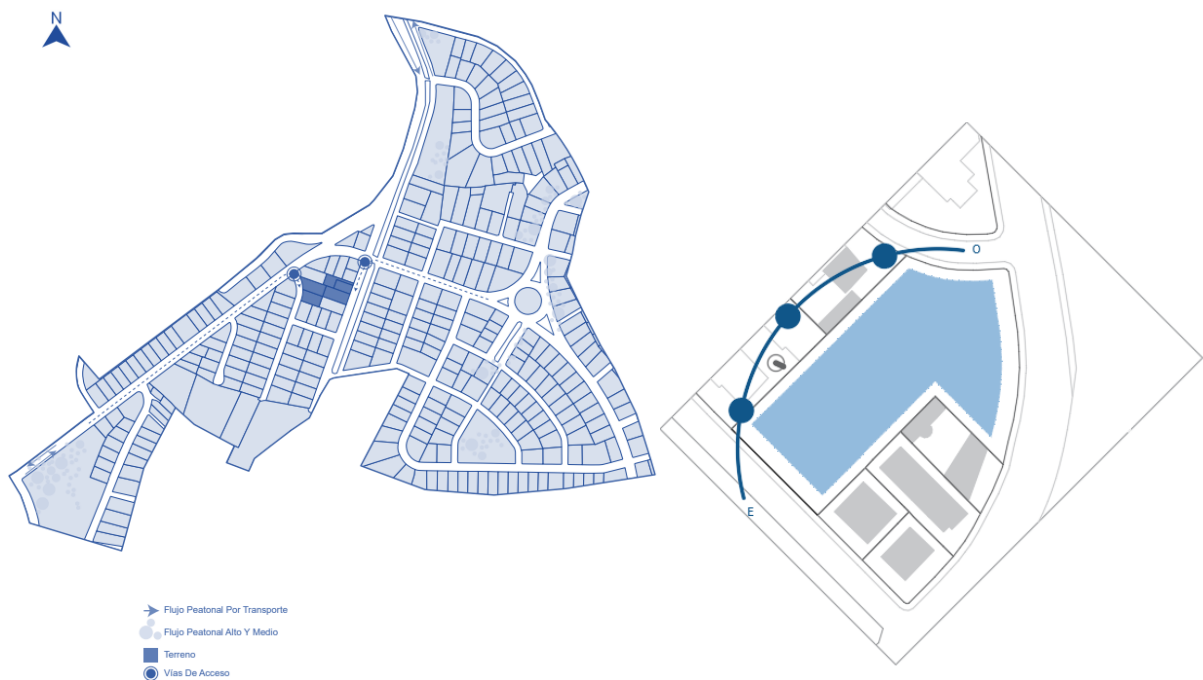 N
O
E
Flujo Peatonal Por Transporte
Flujo Peatonal Alto Y Medio
Terreno
Vías De Acceso